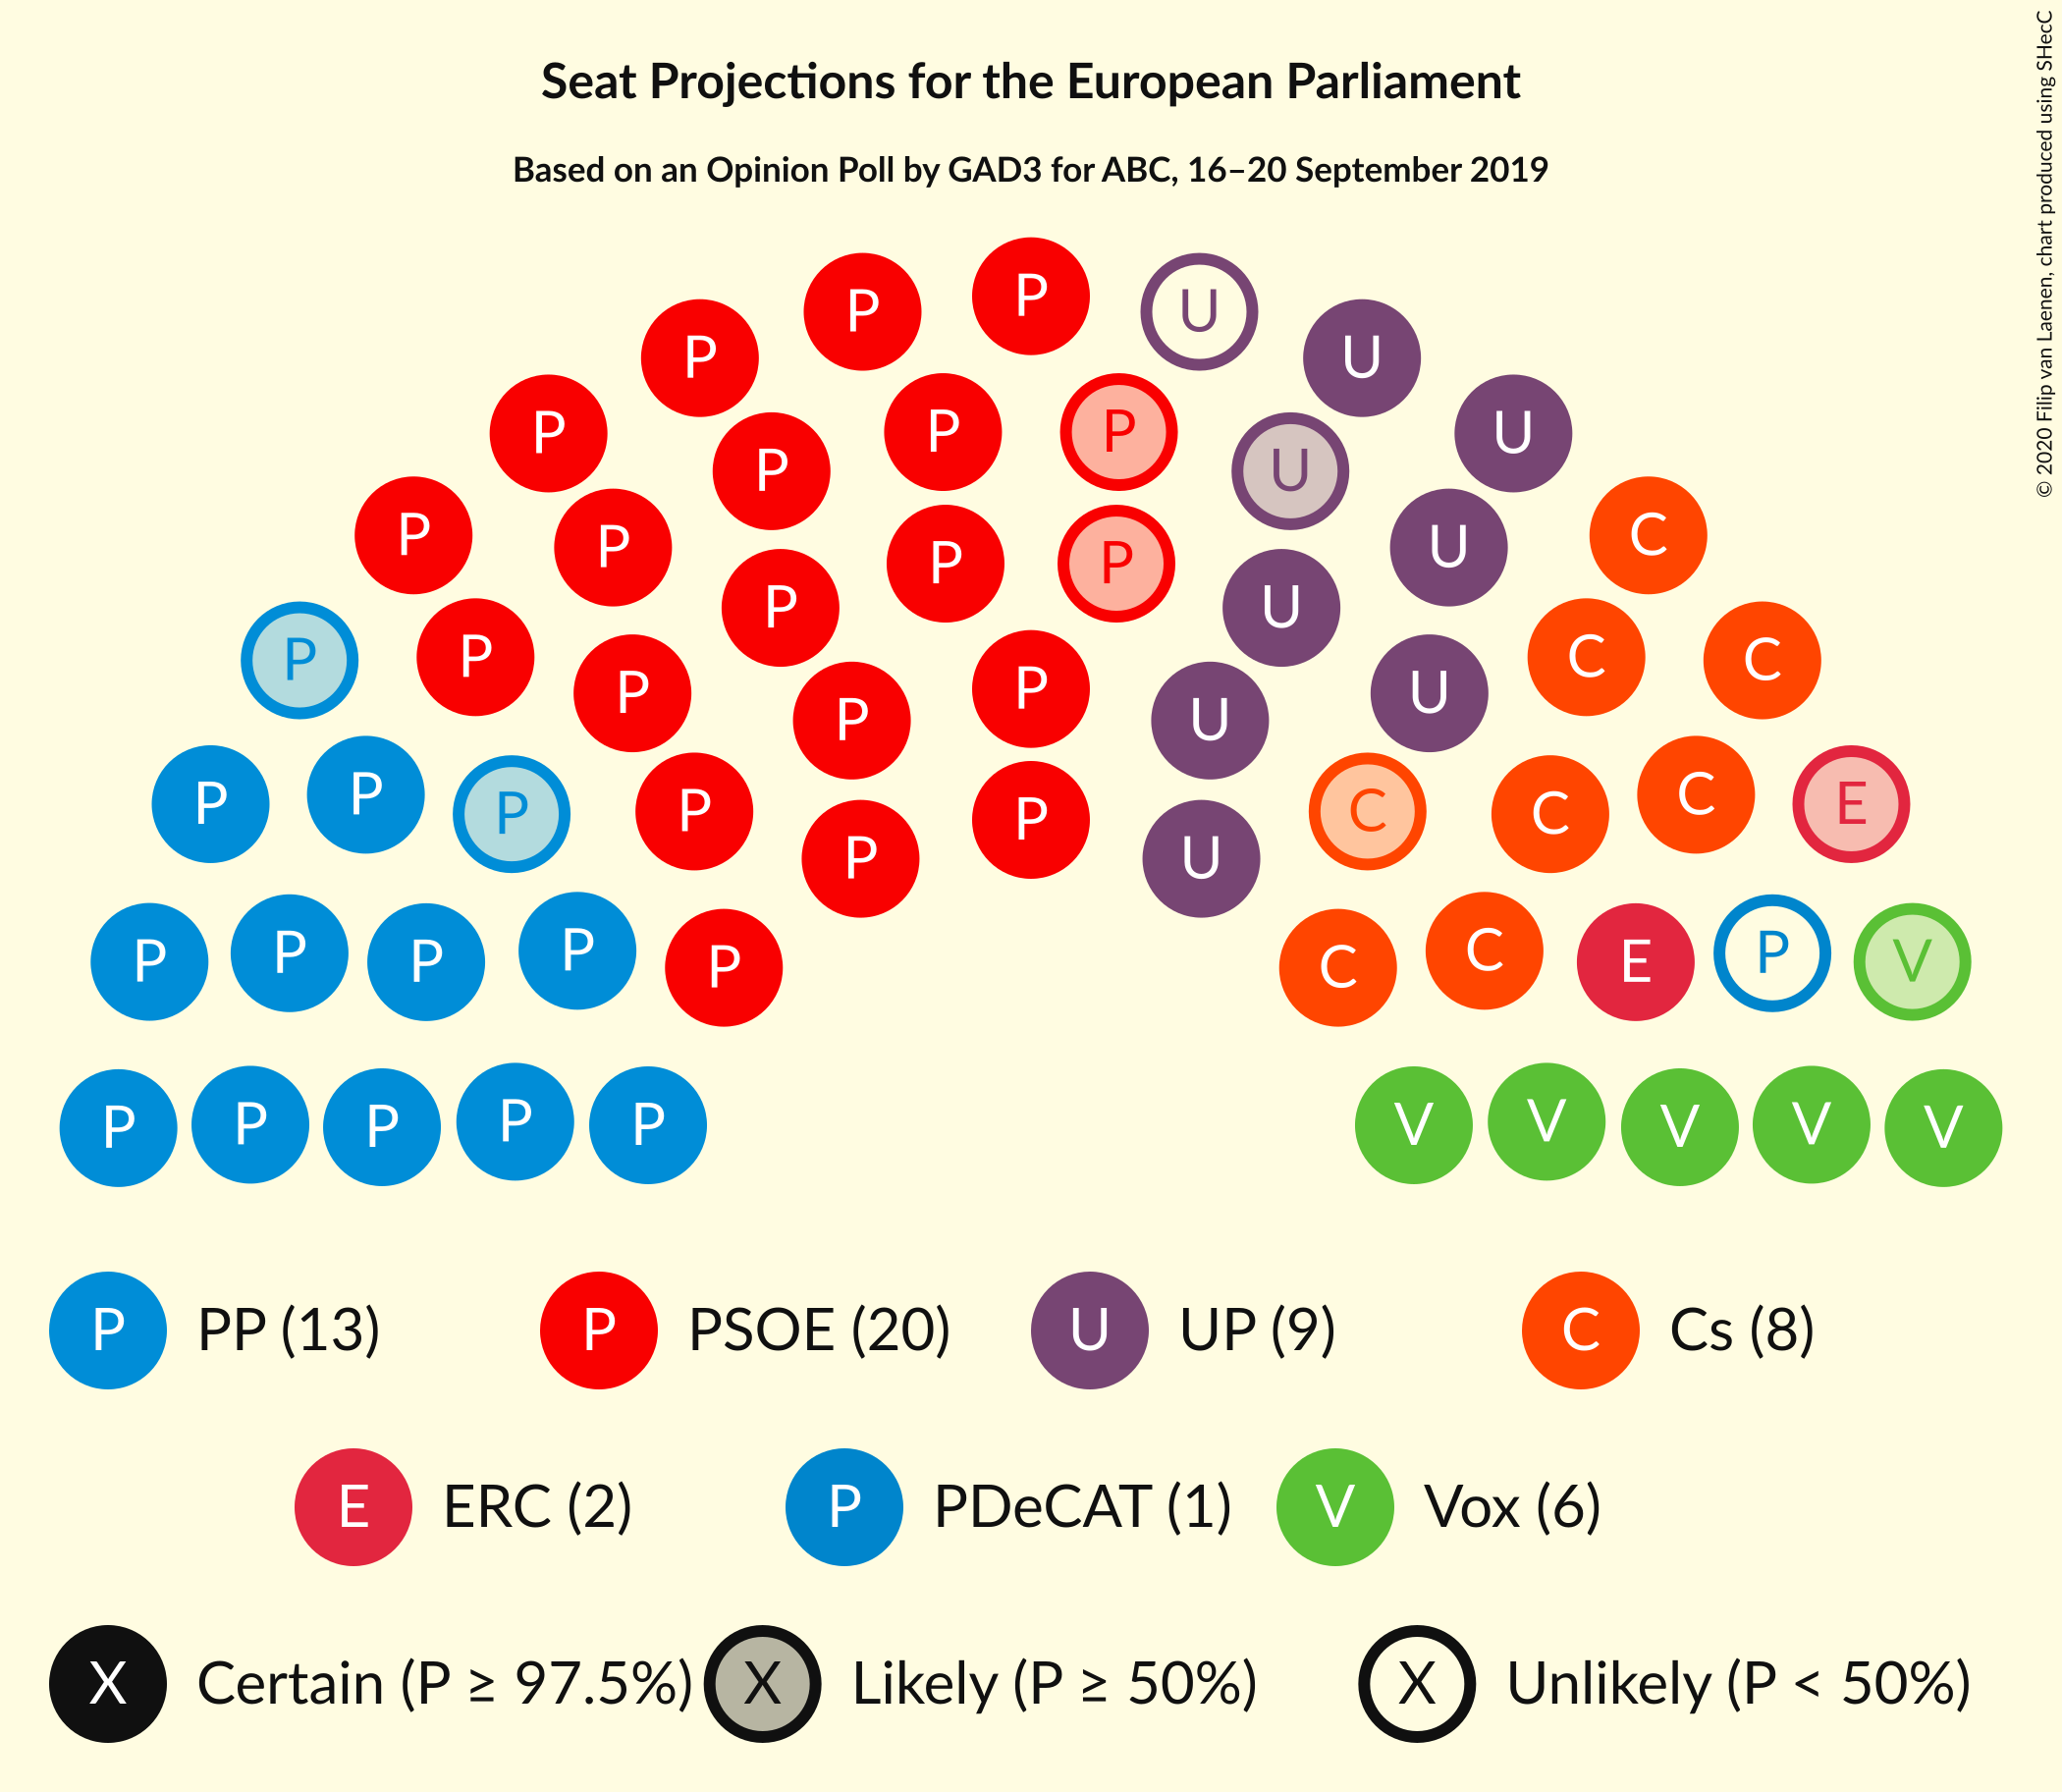 Seat Projections for the European Parliament
Based on an Opinion Poll by GAD3 for ABC, 16–20 September 2019
© 2020 Filip van Laenen, chart produced using SHecC
P P P U U
P P P P U U
P P P U U C
P P P U P P C C
P P P U U
P P P P P U C C C E
P P P P P P U C C E P V
P P P P P V V V V V
P PP (13) P PSOE (20) U UP (9) C Cs (8)
E ERC (2) P PDeCAT (1) V Vox (6)
X Certain (P ≥ 97.5%) X Likely (P ≥ 50%) X Unlikely (P < 50%)